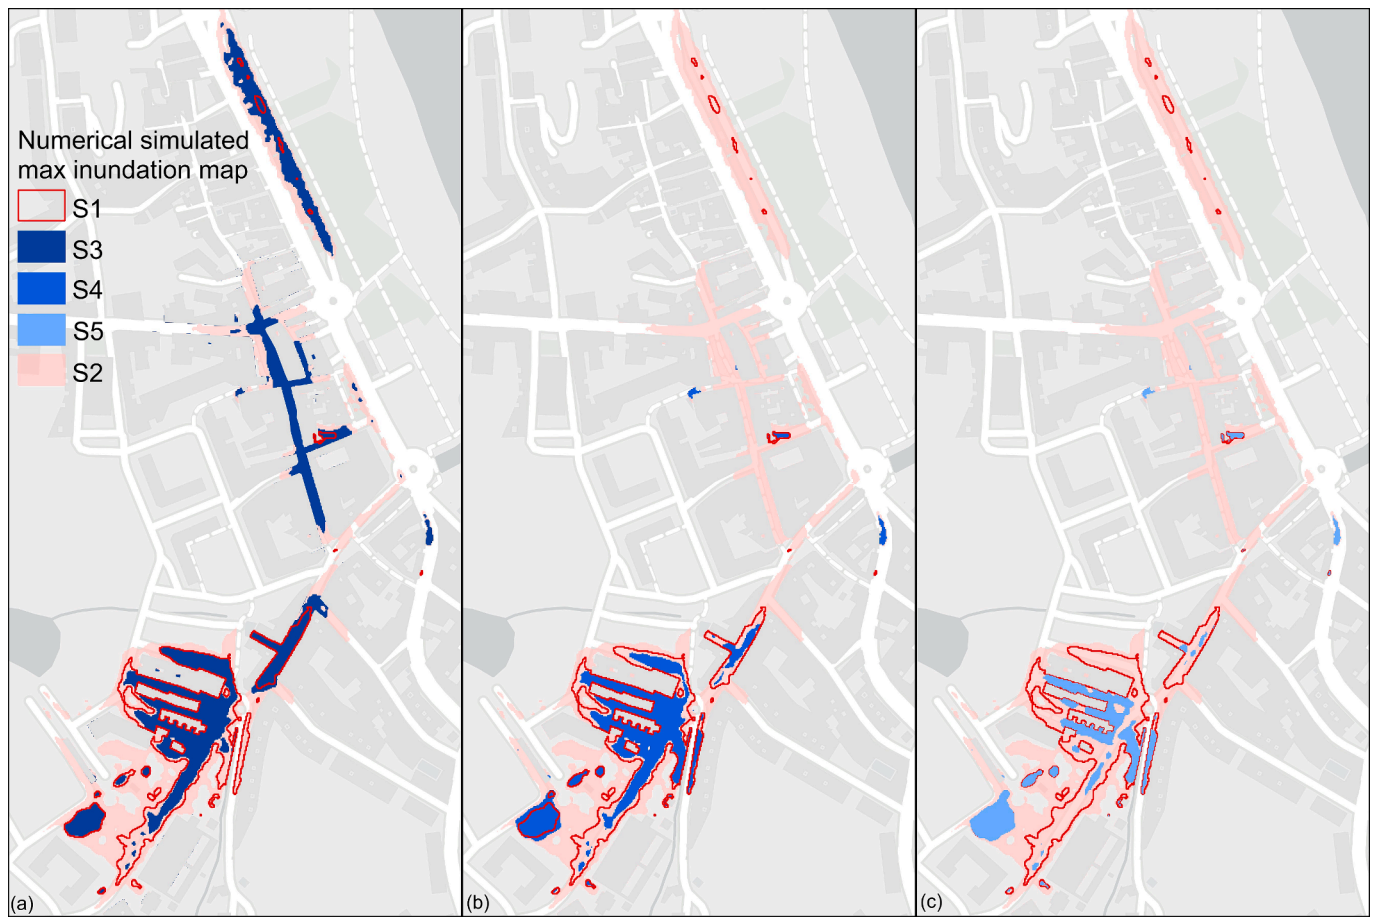 Numerical simulated
max inundation map
S1
S3
S4
S5
S2
(a)
(b)
(c)